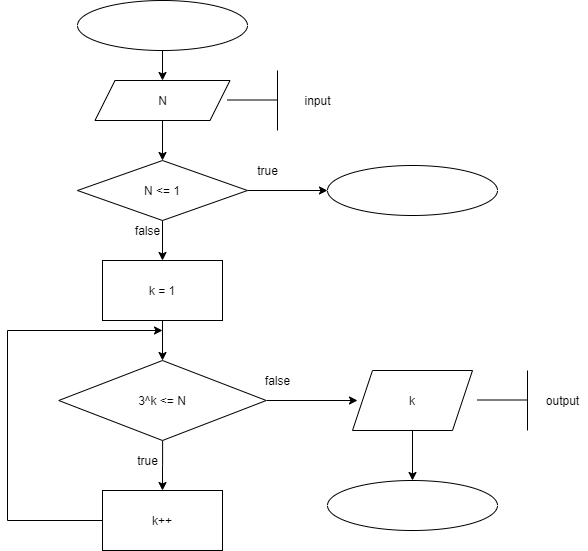 N
input
true
N <= 1
false
k = 1
false
3^k <= N
k
output
true
k++